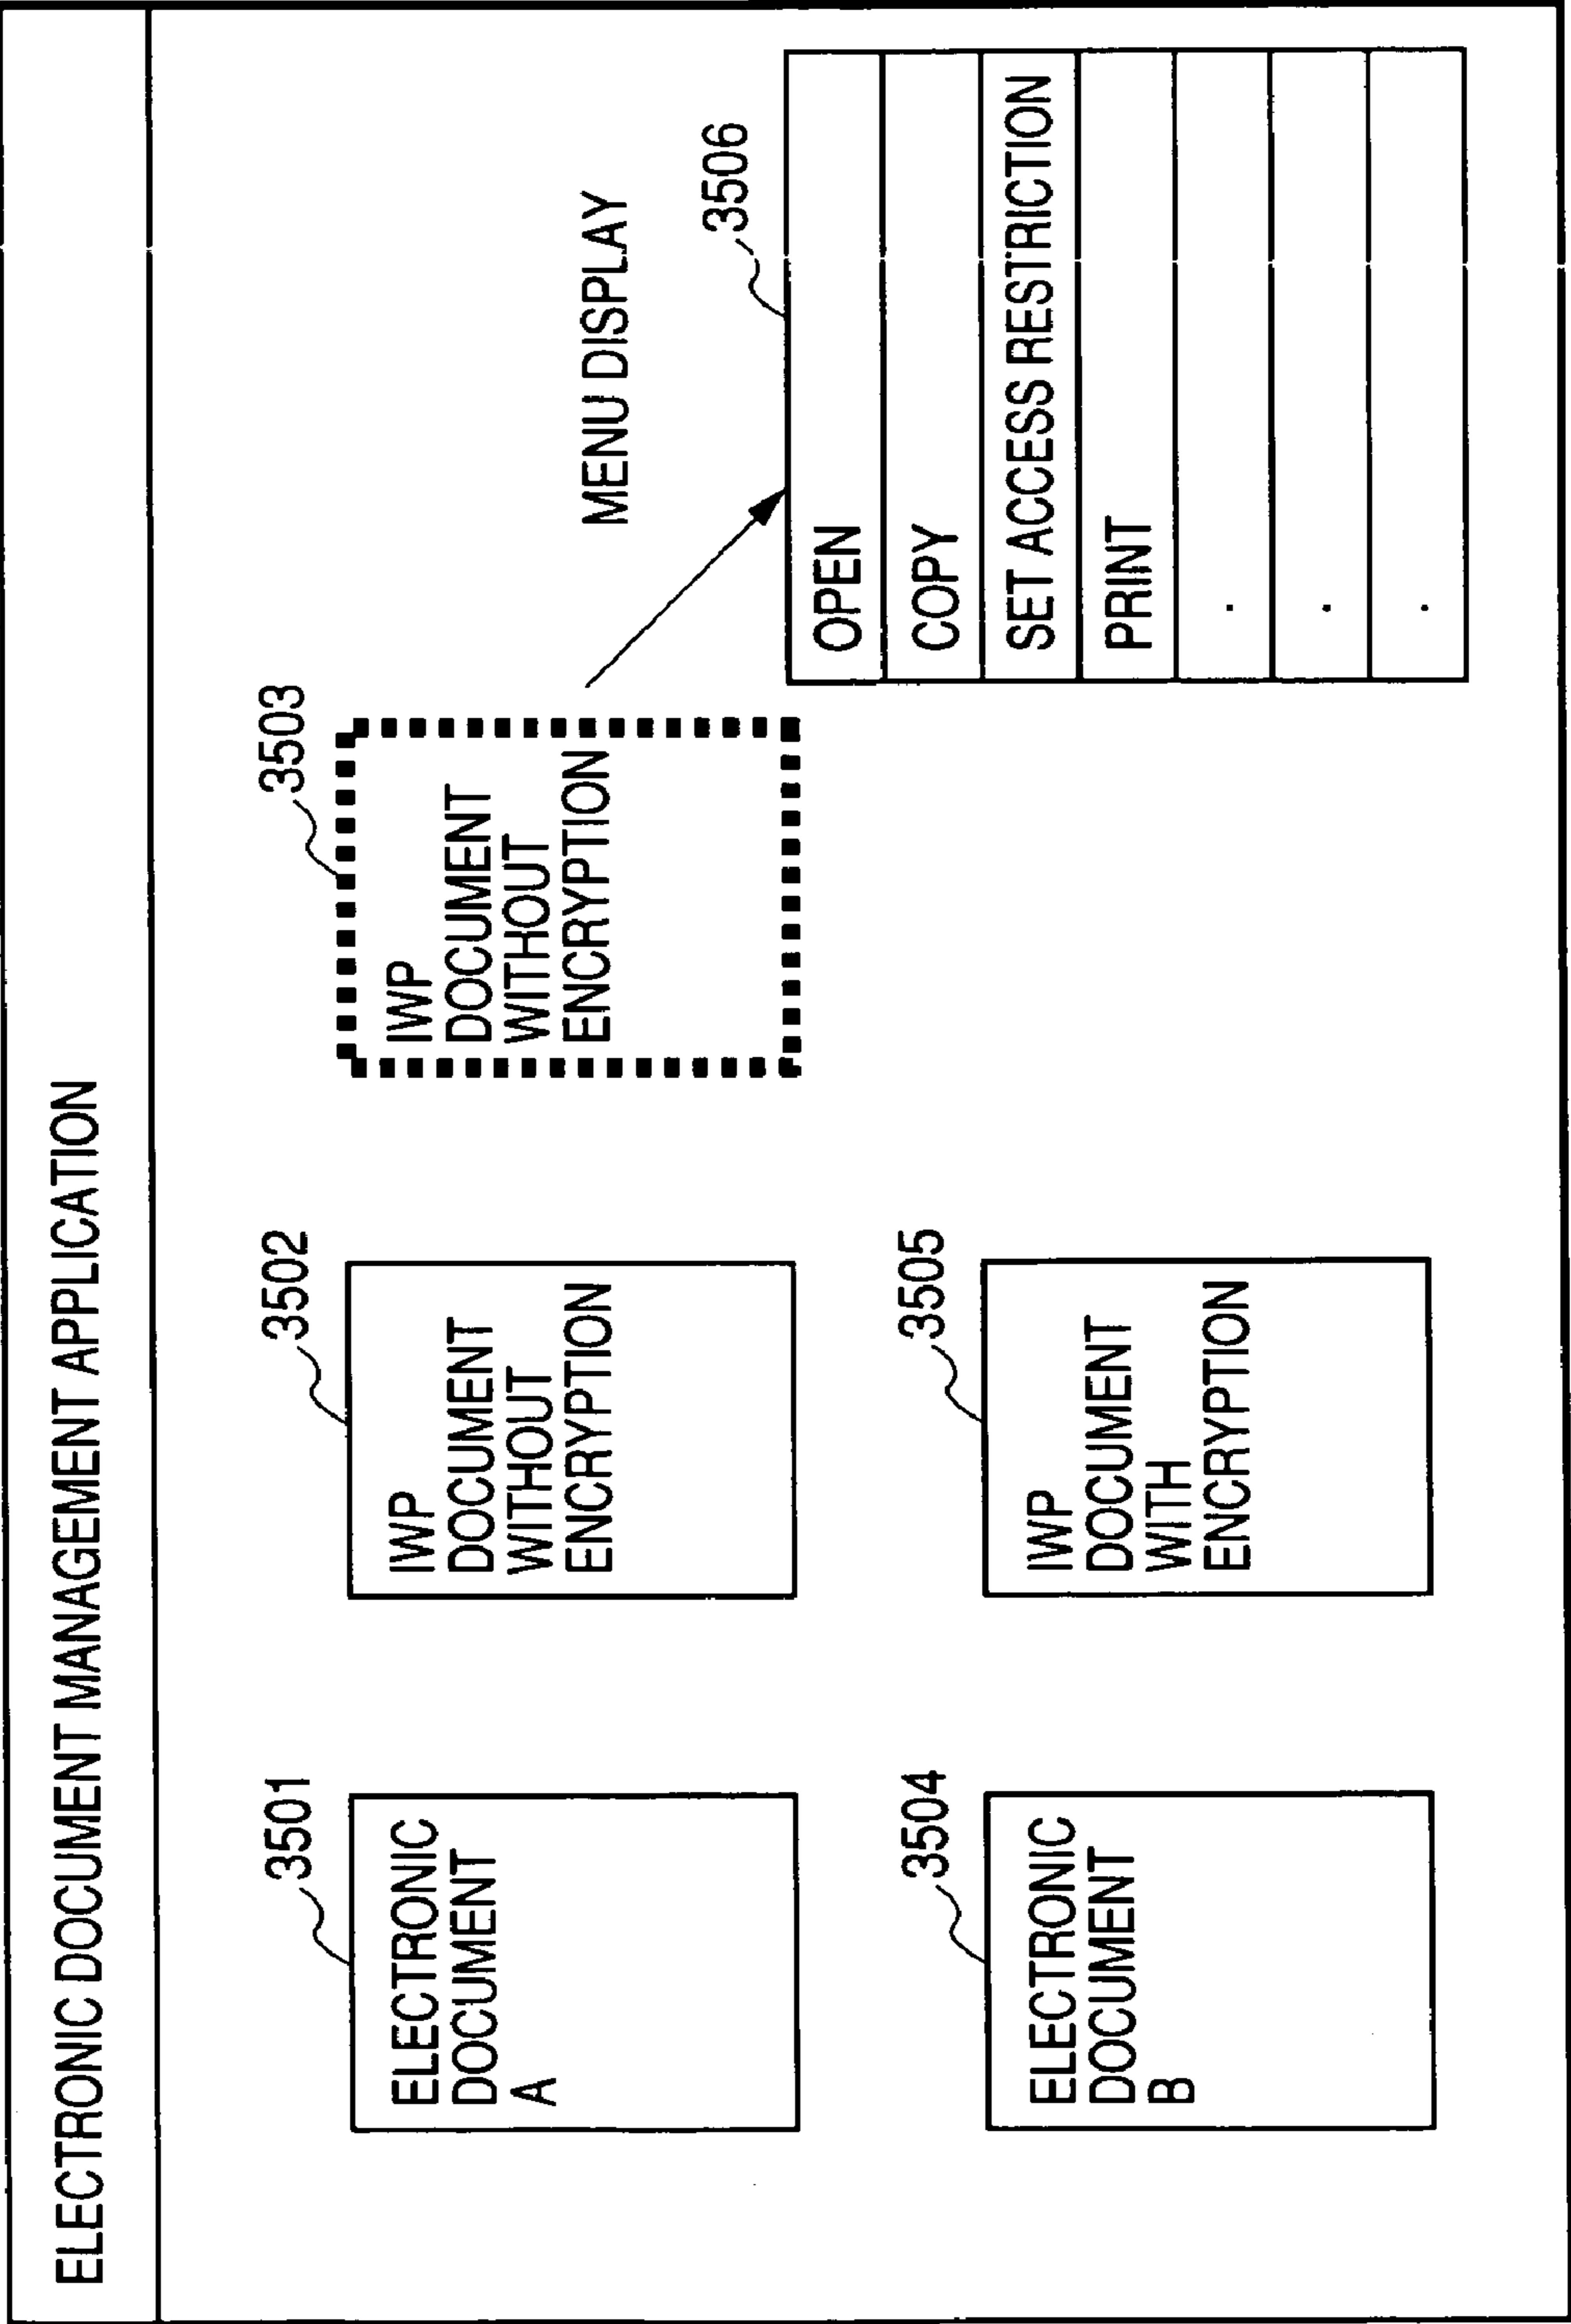 ELECTRONIC DOCUMENT MANAGEMENT APPLICATION
3501
ELECTRONIC
DOCUMENT
A
3502
IWP
DOCUMENT
WITHOUT
ENCRYPTION
3503
IWP
DOCUMENT
WITHOUT
ENCRYPTION
MENU DISPLAY
3506
OPEN
COPY
SET ACCESS RESTRICTION
PRINT
.
.
.
3504
ELECTRONIC
DOCUMENT
B
3505
IWP
DOCUMENT
WITH
ENCRYPTION